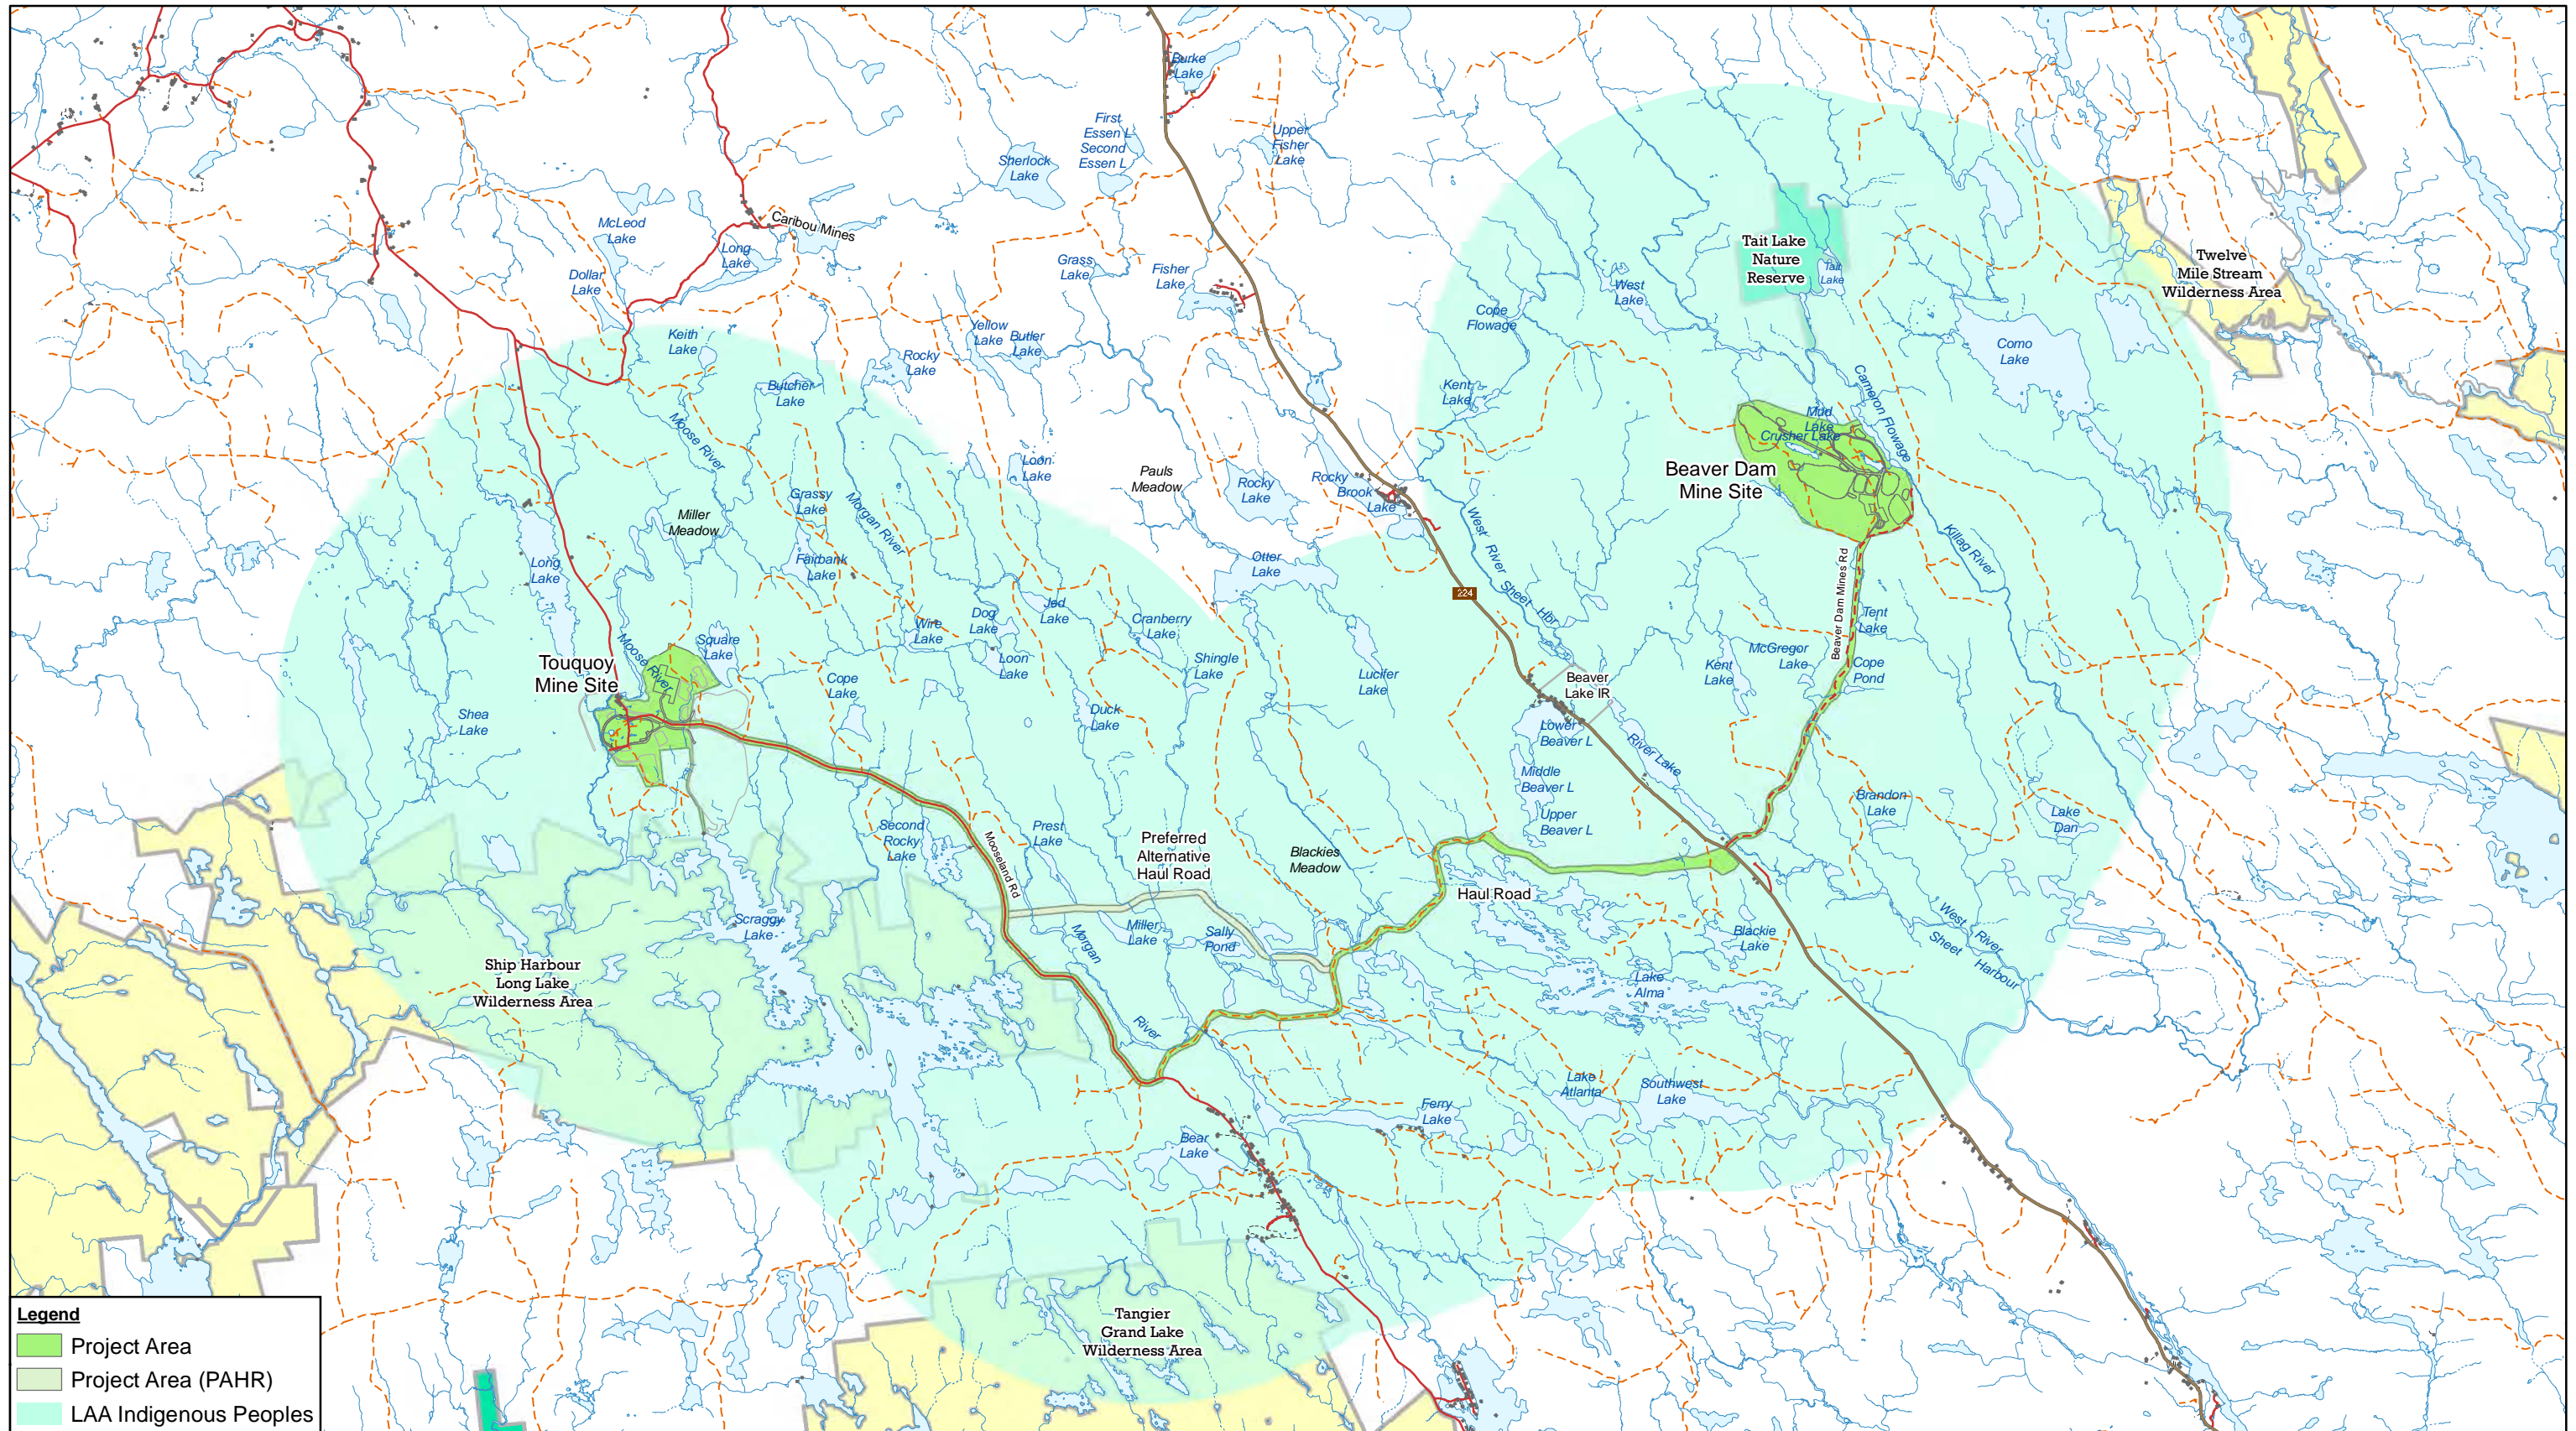 Burke
Lake
First
Essen L
Second
Essen L
Upper
Fisher
Lake
Sherlock
Lake
McLeod
Lake
Caribou Mines
Long
Lake
Dollar
Lake
Grass
Lake
Fisher
Lake
Tait Lake
Nature
Reserve
Tait
Lake
Twelve
Mile Stream
Wilderness Area
West
Lake
Cope
Flowage
Keith
Lake
Yellow
Lake
Butler
Lake
Rocky
Lake
Como
Lake
Butcher
Lake
Kent
Lake
Cameron Flowage
Mud
Lake
Crusher Lake
Moose River
Beaver Dam
Mine Site
Loon
Lake
Pauls
Meadow
Rocky
Lake
Rocky
Brook
Lake
Grassy
Lake
Morgan River
Miller
Meadow
West River Sheet Hbr
Killag River
Long
Lake
Fairbank
Lake
Otter
Lake
224
Beaver Dam Mines Rd
Tent
Lake
Jed
Lake
Dog
Lake
Wire
Lake
Cranberry
Lake
Square
Lake
Moose River
Touquoy
Mine Site
Loon
Lake
Shingle
Lake
Lucifer
Lake
Beaver
Lake IR
Kent
Lake
McGregor
Lake
Cope
Pond
Cope
Lake
Shea
Lake
Duck
Lake
Lower
Beaver L
River Lake
Middle
Beaver L
Upper
Beaver L
Brandon
Lake
Lake
Dan
Second
Rocky
Lake
Prest
Lake
Mooseland Rd
Preferred
Alternative
Haul Road
Blackies
Meadow
Haul Road
Scraggy
Lake
Miller
Lake
Sally
Pond
Morgan
River
Blackie
Lake
West River
Sheet Harbour
Ship Harbour
Long Lake
Wilderness Area
Lake
Alma
Lake
Atlanta
Southwest
Lake
Ferry
Lake
Bear
Lake
Tangier
Grand Lake
Wilderness Area
Legend
Project Area
Project Area (PAHR)
LAA Indigenous Peoples